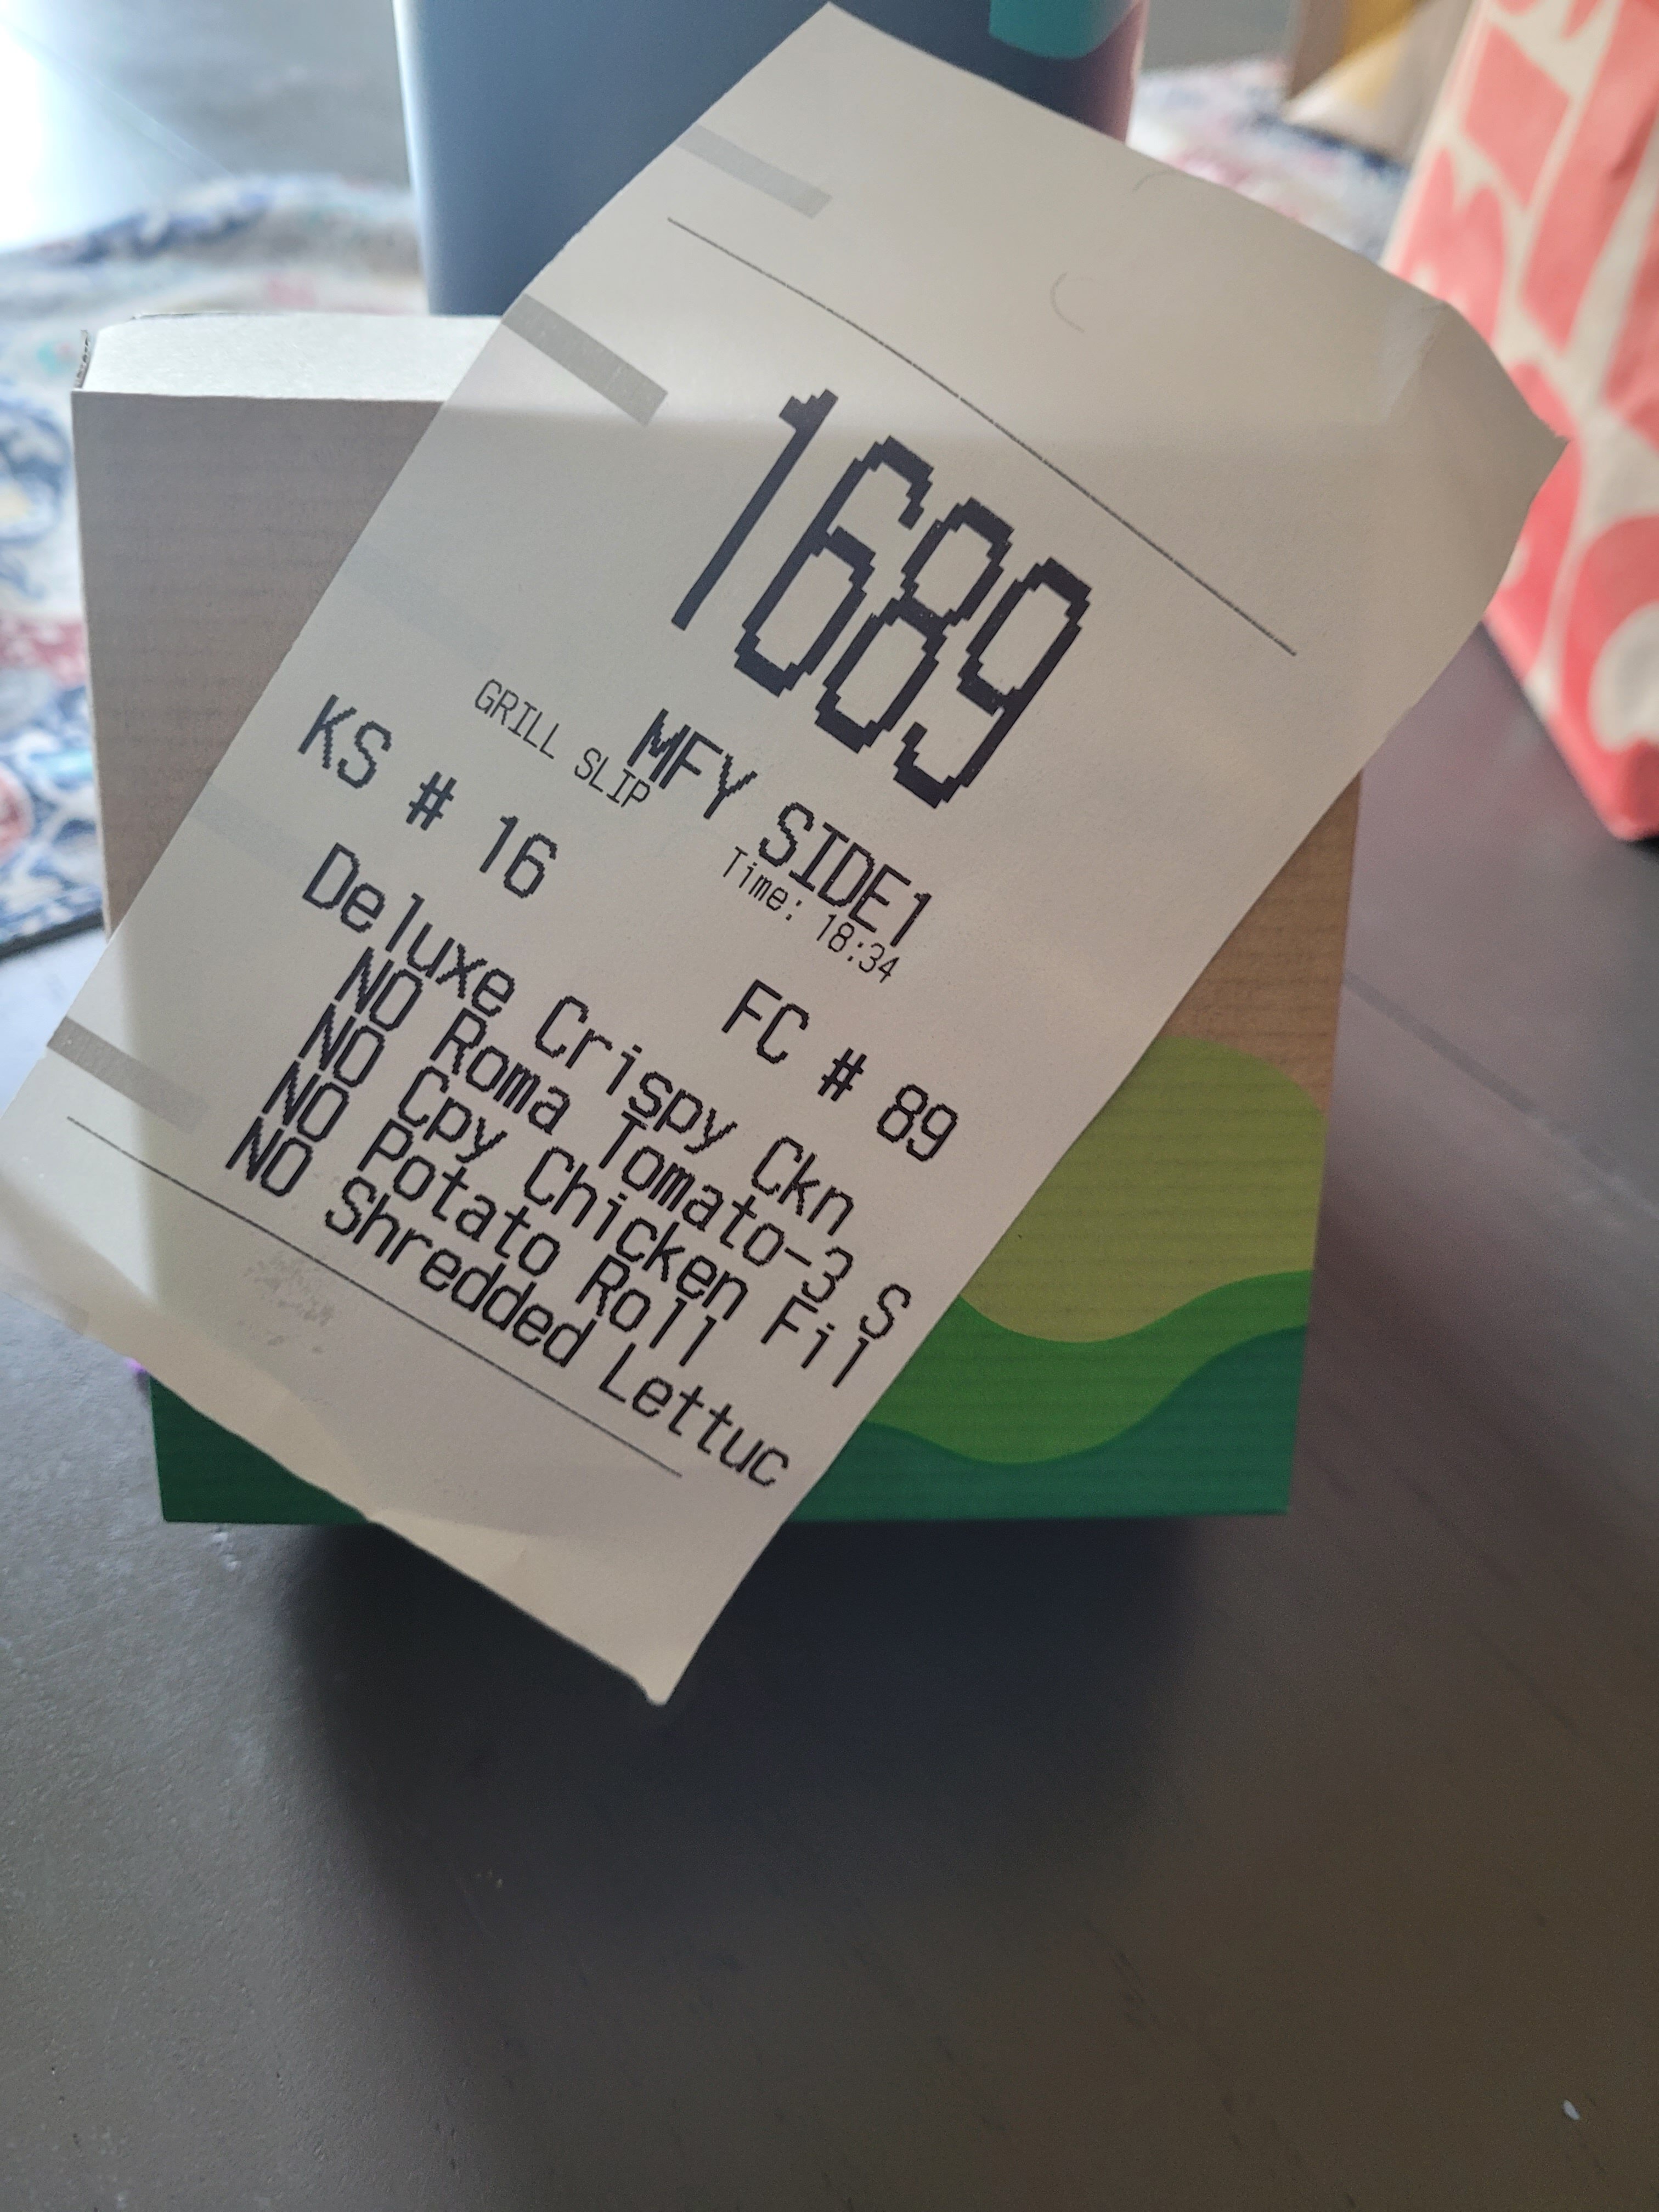 1689
MFY SIDE1
GRILL SLIP Time: 18:34
KS # 16 FC # 89
Deluxe Crispy Ckn
NO Roma Tomato-3 S
NO Cpy Chicken Fil
NO Potato Roll
NO Shredded Lettuc